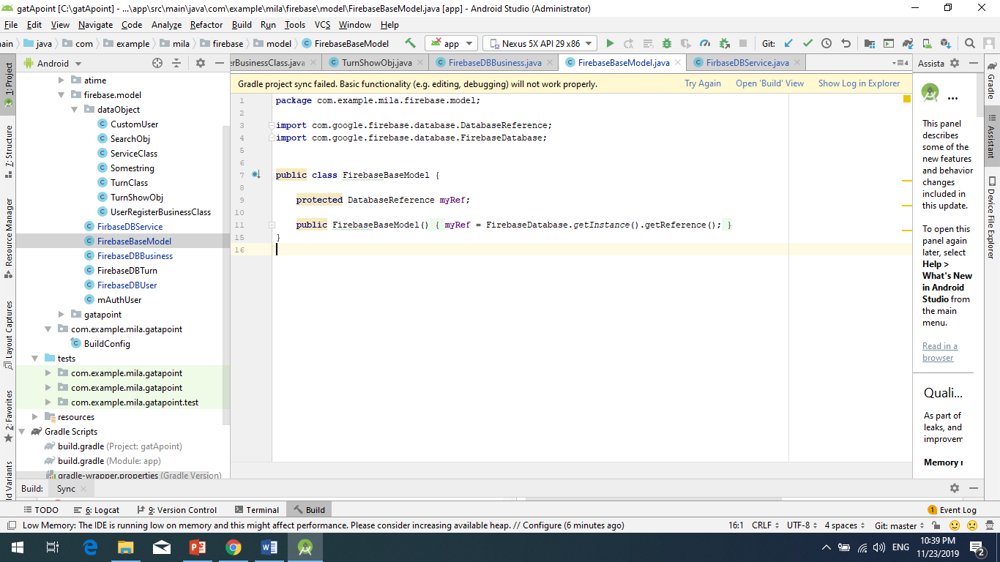 gatApoint [C:\gatApoint] - ...\app\src\main\java\com\example\mila\firebase\model\FirebaseBaseModel.java [app] - Android Studio (Administrator)
File Edit View Navigate Code Analyze Refactor Build Run Tools VCS Window Help
ain java com example mila firebase model FirebaseBaseModel app Nexus 5X API 29 x86 Git:
1: Project
7: Structure
Resource Manager
Layout Captures
2: Favorites
ld Variants
Android
atime
firebase.model
dataObject
CustomUser
SearchObj
ServiceClass
Somestring
TurnClass
TurnShowObj
UserRegisterBusinessClass
FirbaseDBService
FirebaseBaseModel
FirebaseDBBusiness
FirebaseDBTurn
FirebaseDBUser
mAuthUser
gatapoint
com.example.mila.gatapoint
BuildConfig
tests
com.example.mila.gatapoint
com.example.mila.gatapoint
com.example.mila.gatapoint.test
resources
Gradle Scripts
build.gradle (Project: gatApoint)
build.gradle (Module: app)
gradle-wrapper.properties (Gradle Version)
erBusinessClass.java TurnShowObj.java FirebaseDBBusiness.java FirebaseBaseModel.java FirbaseDBService.java 4
Gradle project sync failed. Basic functionality (e.g. editing, debugging) will not work properly. Try Again Open 'Build' View Show Log in Explorer
1 package com.example.mila.firebase.model;
2
3 import com.google.firebase.database.DatabaseReference;
4 import com.google.firebase.database.FirebaseDatabase;
5
6
7 public class FirebaseBaseModel {
8
9 protected DatabaseReference myRef;
10
11 public FirebaseBaseModel() { myRef = FirebaseDatabase.getInstance().getReference(); }
15 }
16
Assista
...
This panel
describes
some of the
new features
and behavior
changes
included in
this update.
To open this
panel again
later, select
Help >
What's New
in Android
Studio from
the main
menu.
Read in a
browser
Quali...
As part of
leaks, and
improvem
Memory r
Gradle
Assistant
Device File Explorer
Build: Sync
TODO 6: Logcat 9: Version Control Terminal Build 1 Event Log
Low Memory: The IDE is running low on memory and this might affect performance. Please consider increasing available heap. // Configure (6 minutes ago) 16:1 CRLF UTF-8 4 spaces Git: master
ENG 10:39 PM
11/23/2019 2